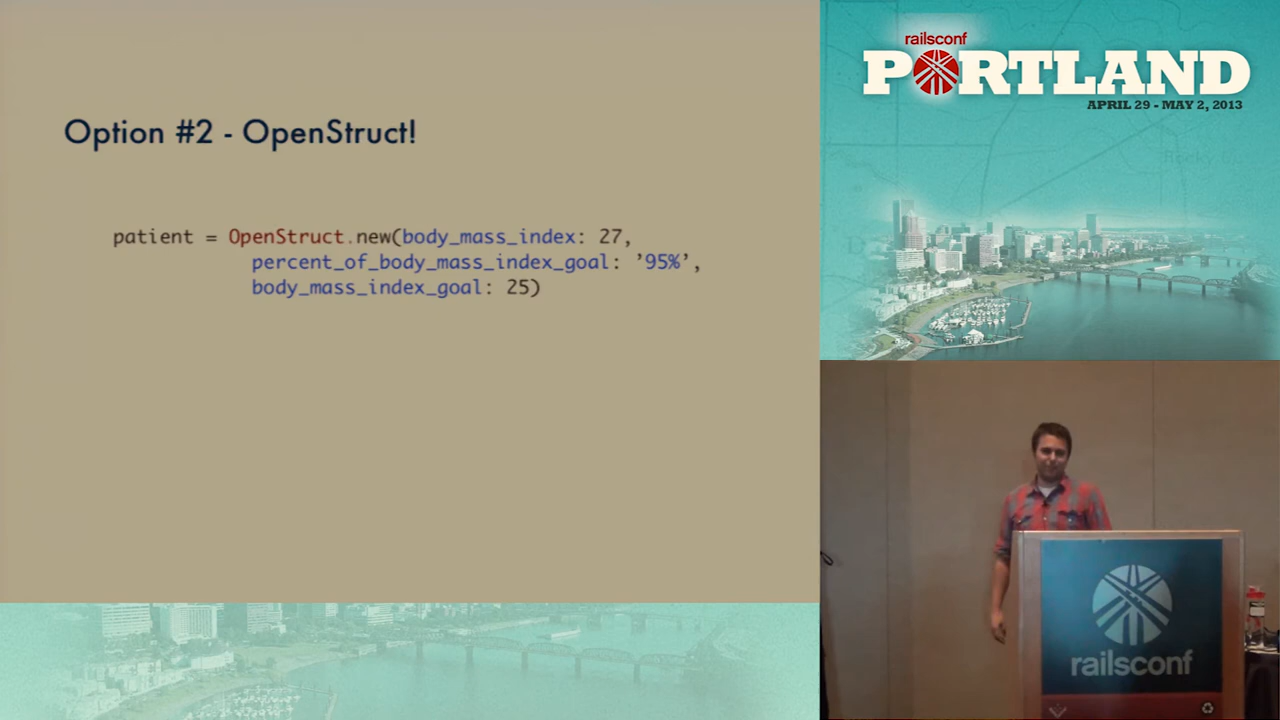 Option #2 - OpenStruct!
patient = OpenStruct.new(body_mass_index: 27,
percent_of_body_mass_index_goal: ’95%’,
body_mass_index_goal: 25)
railsconf
PORTLAND
APRIL 29 - MAY 2, 2013
railsconf